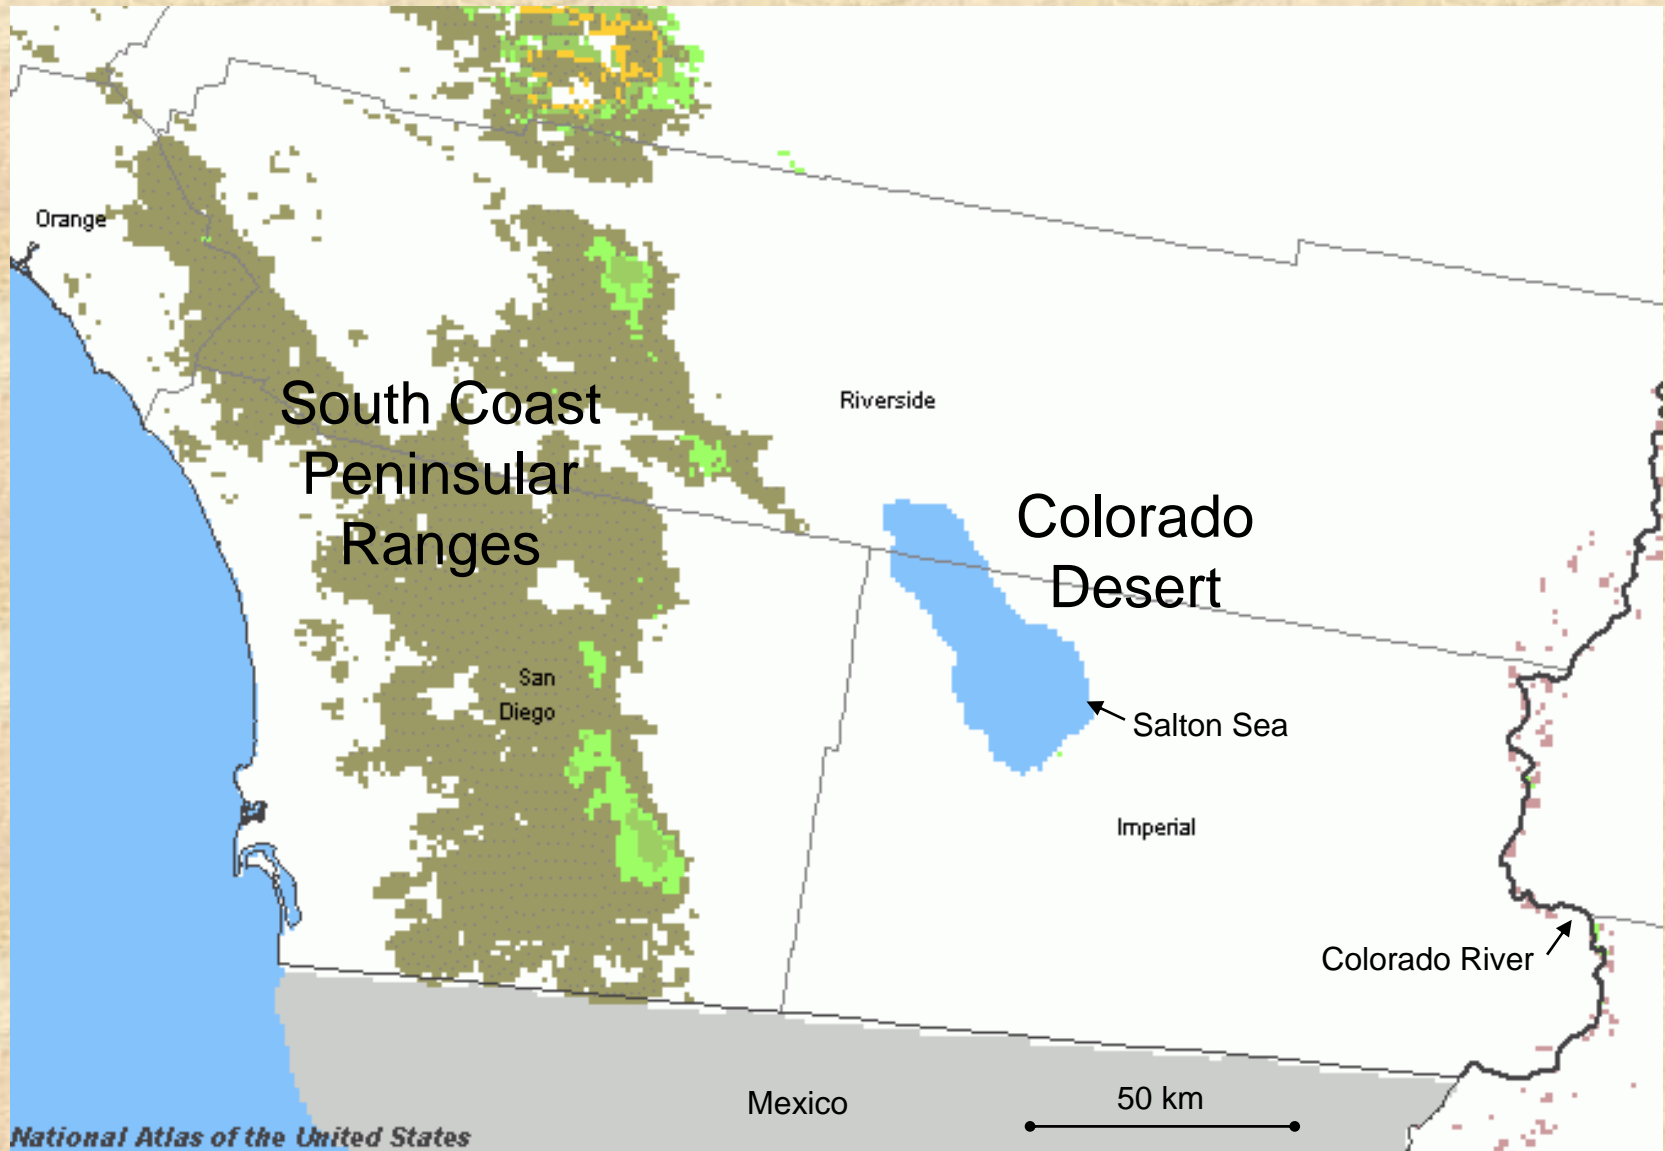 Orange
South Coast
Peninsular
Ranges
Riverside
Colorado
Desert
San
Diego
Salton Sea
Imperial
Colorado River
Mexico
50 km
National Atlas of the United States